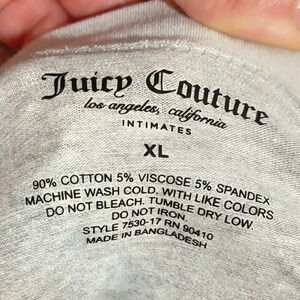 Juicy Couture
los angeles, california
INTIMATES
XL
90% COTTON 5% VISCOSE 5% SPANDEX
MACHINE WASH COLD. WITH LIKE COLORS
DO NOT BLEACH. TUMBLE DRY LOW.
DO NOT IRON.
STYLE 7530-17 RN 90410
MADE IN BANGLADESH